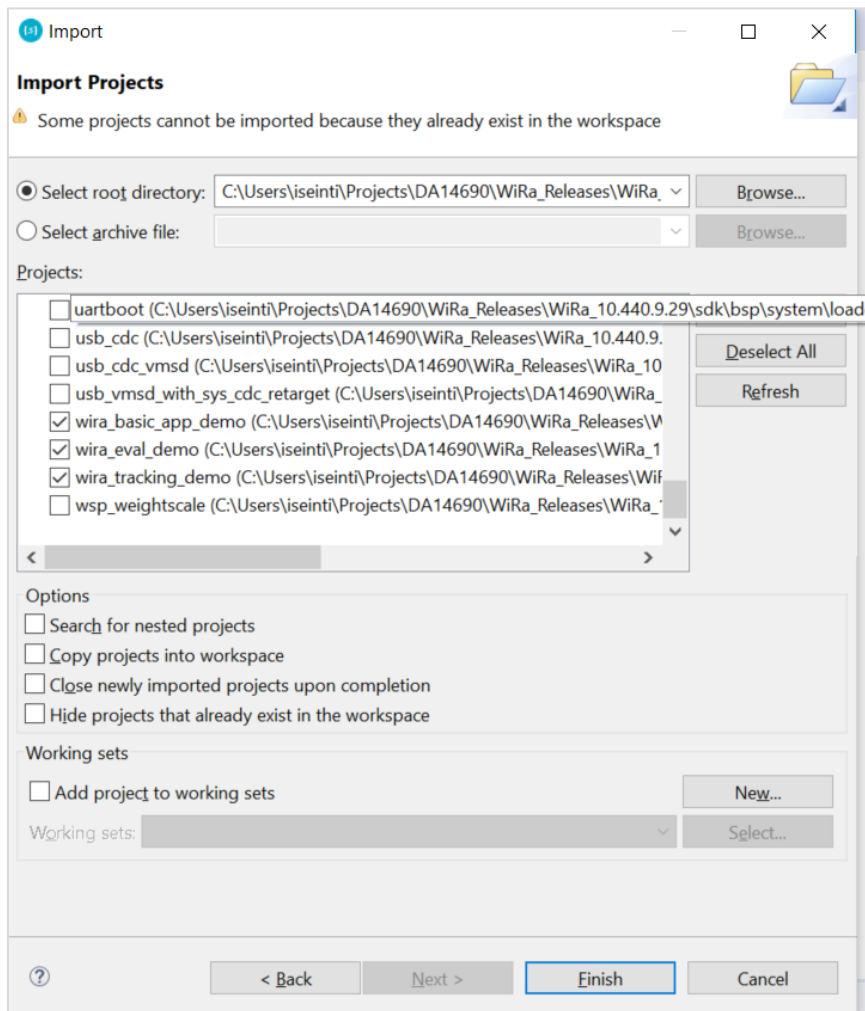 Import
Import Projects
Some projects cannot be imported because they already exist in the workspace
Select root directory: C:\Users\iseinti\Projects\DA14690\WiRa_Releases\WiRa_ Browse...
Select archive file: Browse...
Projects:
uartboot (C:\Users\iseinti\Projects\DA14690\WiRa_Releases\WiRa_10.440.9.29\sdk\bsp\system\load
usb_cdc (C:\Users\iseinti\Projects\DA14690\WiRa_Releases\WiRa_10.440.9.
usb_cdc_vmsd (C:\Users\iseinti\Projects\DA14690\WiRa_Releases\WiRa_10 Deselect All
usb_vmsd_with_sys_cdc_retarget (C:\Users\iseinti\Projects\DA14690\WiRa_ Refresh
wira_basic_app_demo (C:\Users\iseinti\Projects\DA14690\WiRa_Releases\W
wira_eval_demo (C:\Users\iseinti\Projects\DA14690\WiRa_Releases\WiRa_1
wira_tracking_demo (C:\Users\iseinti\Projects\DA14690\WiRa_Releases\WiR
wsp_weightscale (C:\Users\iseinti\Projects\DA14690\WiRa_Releases\WiRa_1
Options
Search for nested projects
Copy projects into workspace
Close newly imported projects upon completion
Hide projects that already exist in the workspace
Working sets
Add project to working sets New...
Working sets: Select...
? < Back Next > Finish Cancel